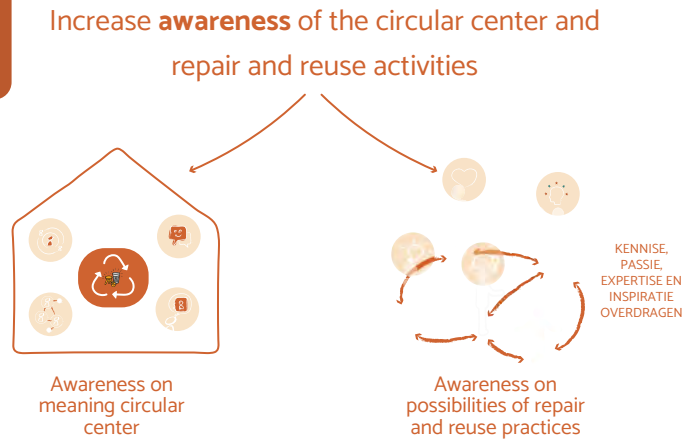 Increase awareness of the circular center and
repair and reuse activities
KENNISE,
PASSIE,
EXPERTISE EN
INSPIRATIE
OVERDRAGEN
Awareness on
meaning circular
center
Awareness on
possibilities of repair
and reuse practices